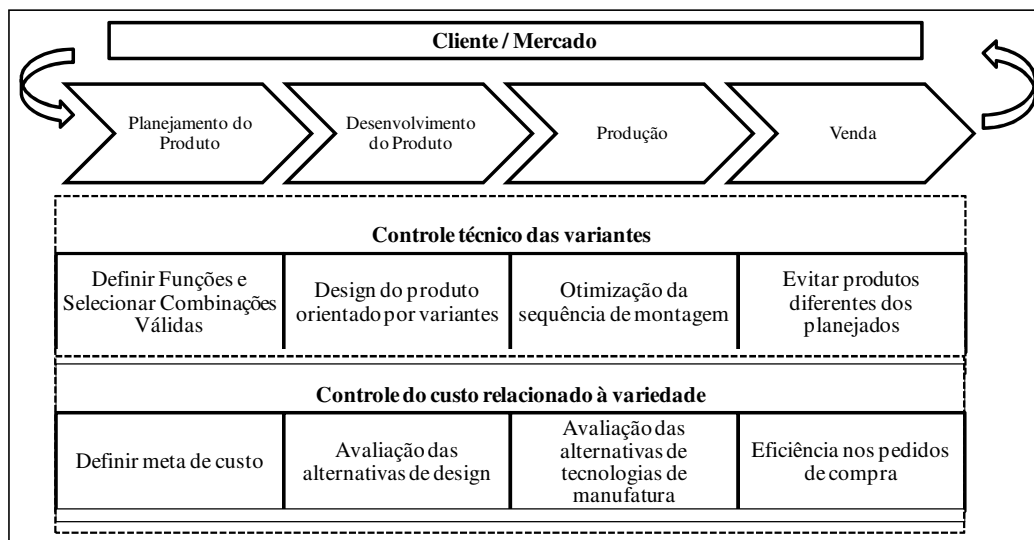 Cliente / Mercado
Planejamento do
Produto
Desenvolvimento
do Produto
Produção
Venda
Controle técnico das variantes
Definir Funções e
Selecionar Combinações
Válidas
Design do produto
orientado por variantes
Otimização da
sequência de montagem
Evitar produtos
diferentes dos
planejados
Controle do custo relacionado à variedade
Definir meta de custo
Avaliação das
alternativas de design
Avaliação das
alternativas de
tecnologias de
manufatura
Eficiência nos pedidos
de compra